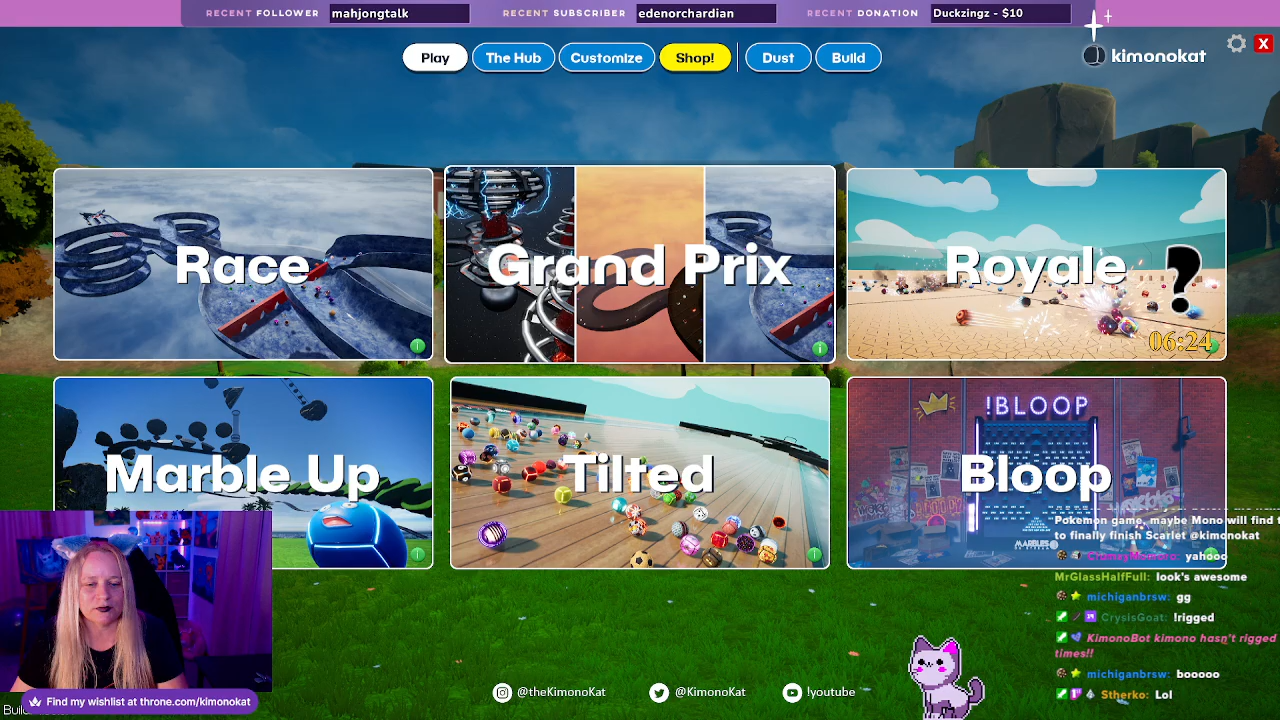 RECENT FOLLOWER mahjongtalk RECENT SUBSCRIBER edenorchardian RECENT DONATION Duckzingz - $10
Play The Hub Customize Shop! Dust Build
kimonokat
X
Race
Grand Prix
Royale
?
06:24
Marble Up
Tilted
!BLOOP
Bloop
MARBLES
Pokemon game, maybe Mono will find
to finally finish Scarlet @kimonokat
yahooo
MrGlassHalfFull: look's awesome
michiganbrsw: gg
CrysisGoat: !rigged
KimonoBot kimono hasn't rigged
times!!
michiganbrsw: booooo
Stherko: Lol
@theKimonoKat @KimonoKat !youtube
Find my wishlist at throne.com/kimonokat
Buil